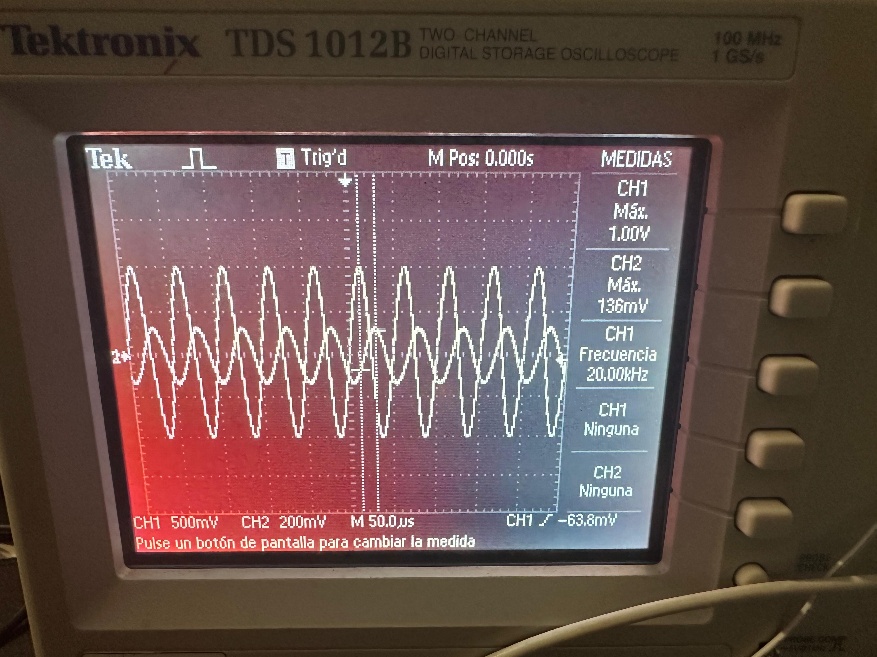 Tektronix TDS 1012B TWO-CHANNEL DIGITAL STORAGE OSCILLOSCOPE 100 MHz 1 GS/s
Tek T Trig'd M Pos: 0.000s MEDIDAS
CH1
Máx.
1.00V
CH2
Máx.
136mV
CH1
Frecuencia
20.00kHz
CH1
Ninguna
CH2
Ninguna
2
CH1 500mV CH2 200mV M 50.0µs CH1 -63.8mV
Pulse un botón de pantalla para cambiar la medida
PROBE